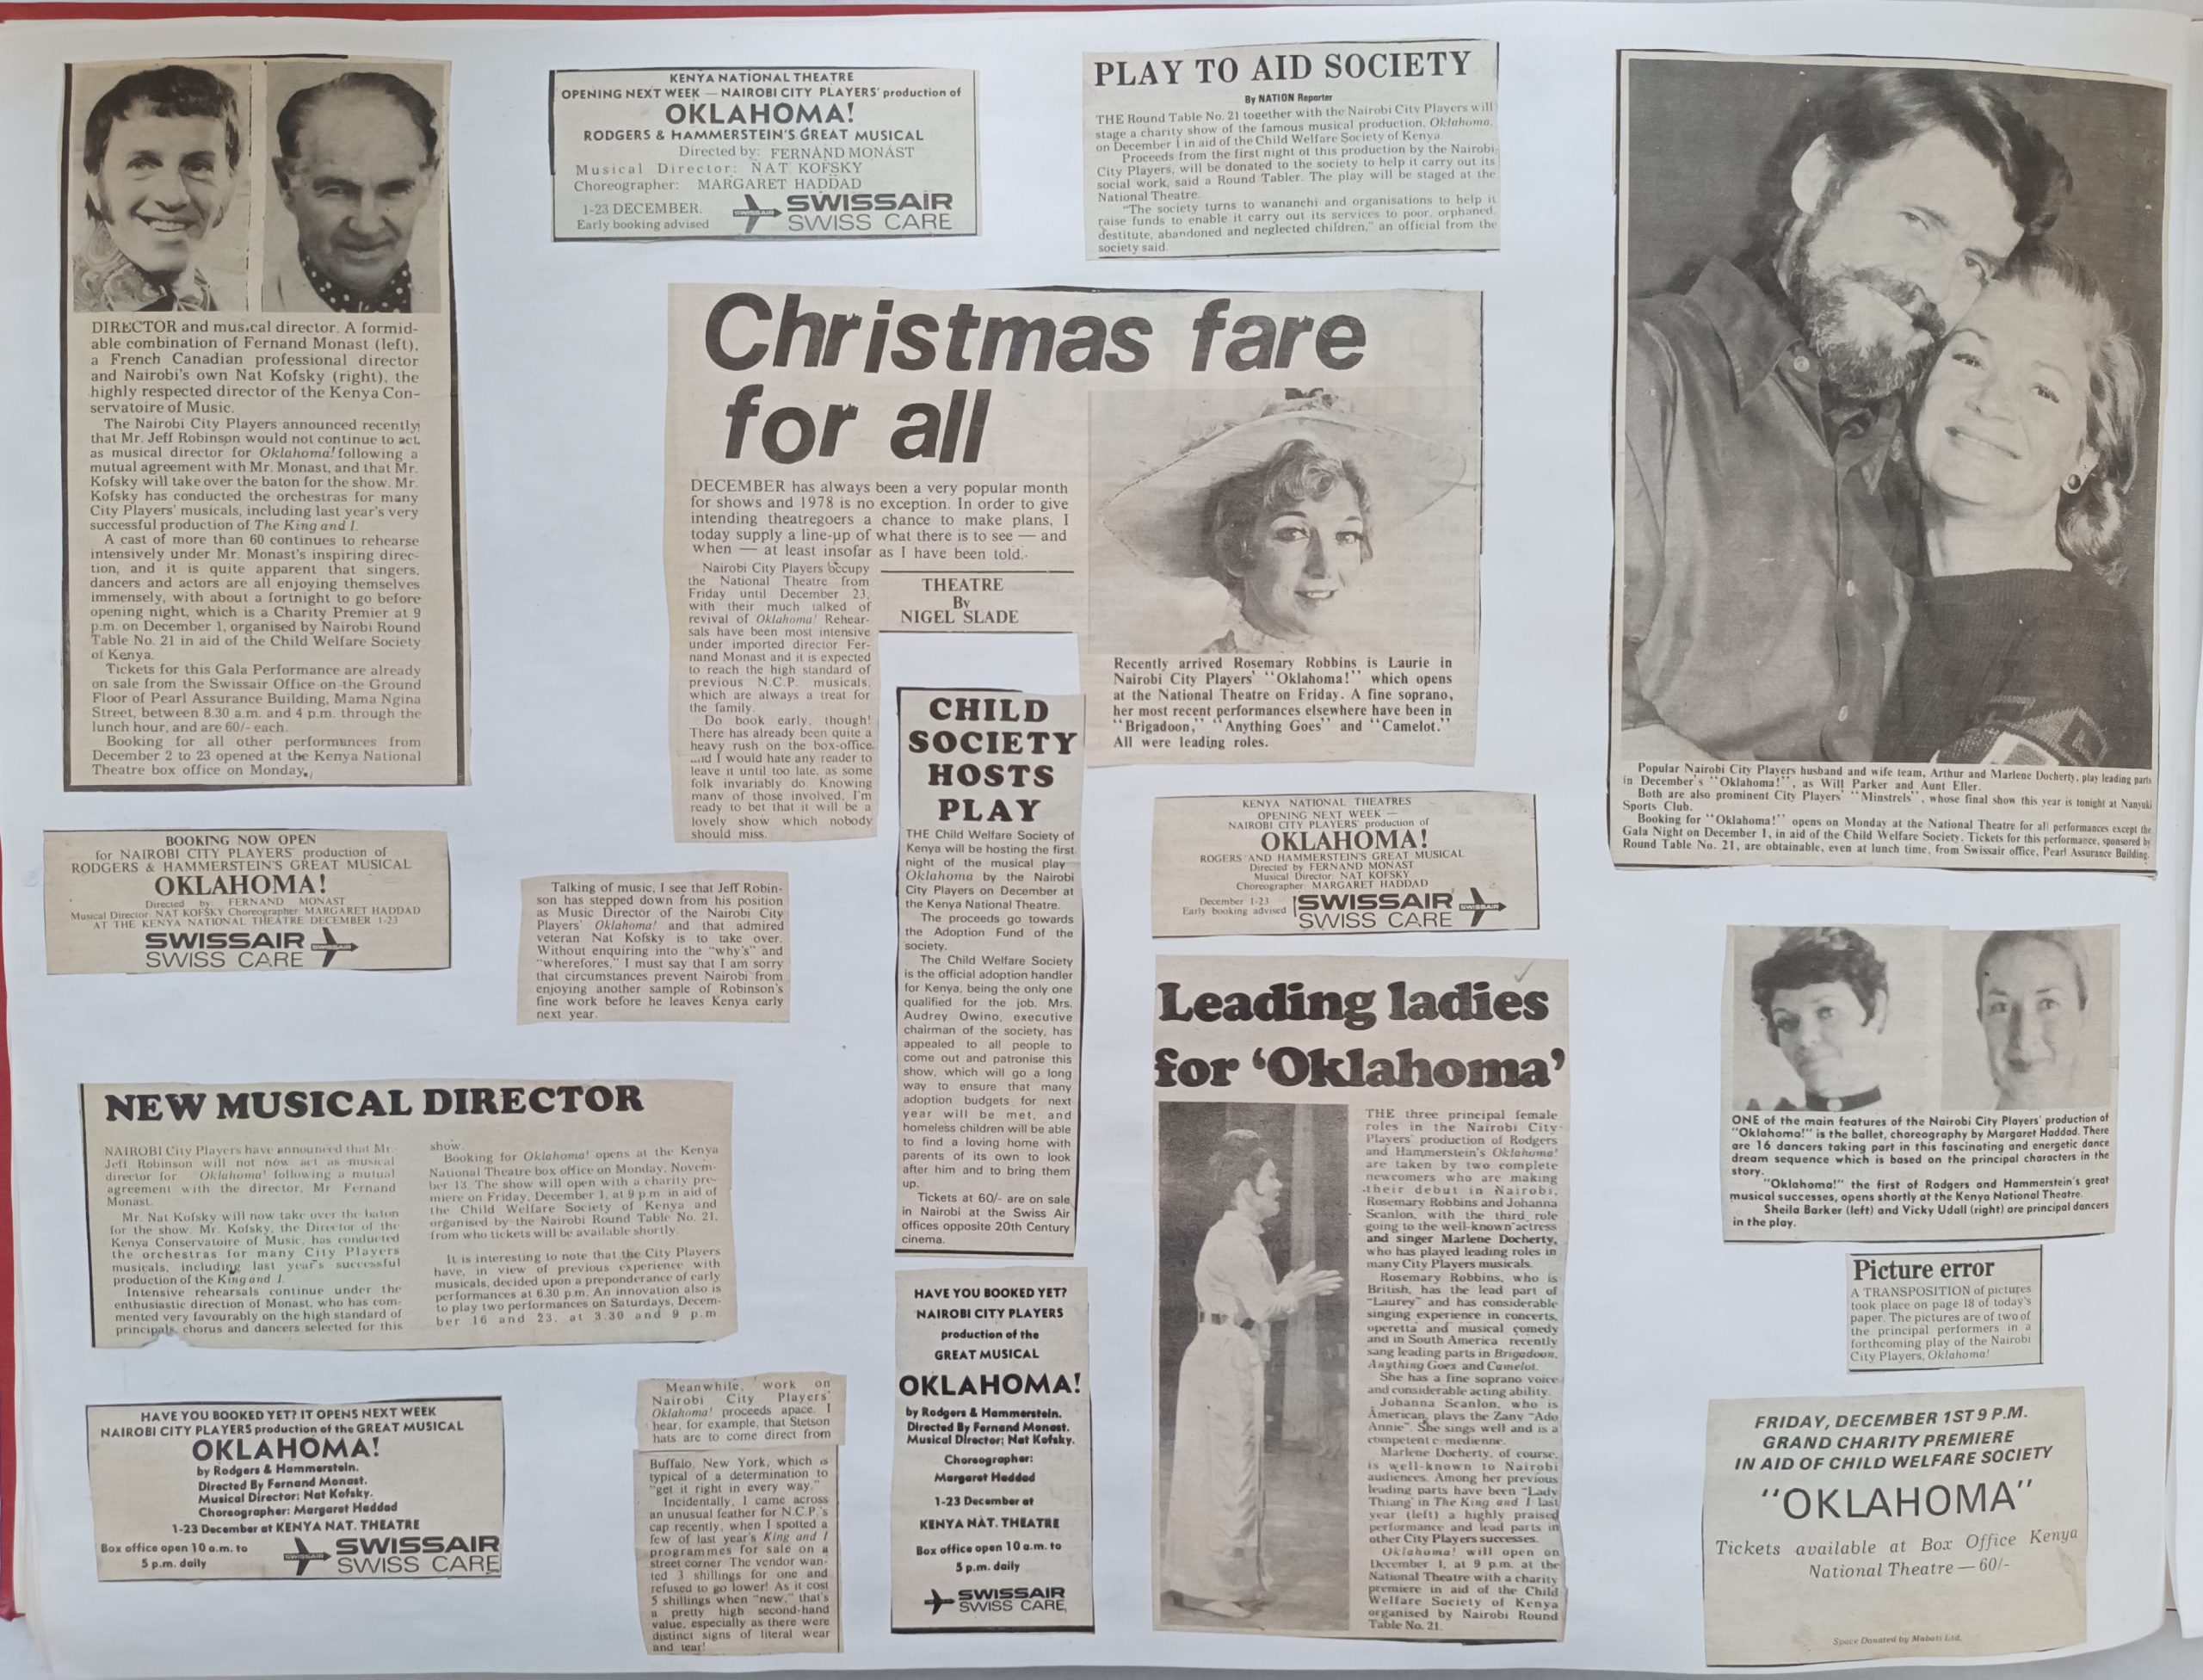 DIRECTOR and musical director. A formid-
able combination of Fernand Monast (left),
a French Canadian professional director
and Nairobi's own Nat Kofsky (right), the
highly respected director of the Kenya Con-
servatoire of Music.
The Nairobi City Players announced recently
that Mr. Jeff Robinson would not continue to act
as musical director for Oklahoma! following a
mutual agreement with Mr. Monast, and that Mr.
Kofsky will take over the baton for the show. Mr.
Kofsky has conducted the orchestras for many
City Players' musicals, including last year's very
successful production of The King and I.
A cast of more than 60 continues to rehearse
intensively under Mr. Monast's inspiring direc-
tion, and it is quite apparent that singers,
dancers and actors are all enjoying themselves
immensely, with about a fortnight to go before
opening night, which is a Charity Premier at 9
p.m. on December 1, organised by Nairobi Round
Table No. 21 in aid of the Child Welfare Society
of Kenya.
Tickets for this Gala Performance are already
on sale from the Swissair Office on the Ground
Floor of Pearl Assurance Building, Mama Ngina
Street, between 8.30 a.m. and 4 p.m. through the
lunch hour, and are 60/- each.
Booking for all other performances from
December 2 to 23 opened at the Kenya National
Theatre box office on Monday.
BOOKING NOW OPEN
for NAIROBI CITY PLAYERS' production of
RODGERS & HAMMERSTEIN'S GREAT MUSICAL
OKLAHOMA!
Directed by: FERNAND MONAST
Musical Director: NAT KOFSKY Choreographer MARGARET HADDAD
AT THE KENYA NATIONAL THEATRE DECEMBER 1-23
SWISSAIR
SWISS CARE
NEW MUSICAL DIRECTOR
NAIROBI City Players have announced that Mr.
Jeff Robinson will not now act as musical
director for Oklahoma! following a mutual
agreement with the director, Mr. Fernand
Monast.
Mr. Nat Kofsky will now take over the baton
for the show. Mr. Kofsky, the Director of the
Kenya Conservatoire of Music, has conducted
the orchestras for many City Players
musicals, including last year's successful
production of the King and I.
Intensive rehearsals continue under the
enthusiastic direction of Monast, who has com-
mented very favourably on the high standard of
principals, chorus and dancers selected for this
show.
Booking for Oklahoma! opens at the Kenya
National Theatre box office on Monday, Novem-
ber 13. The show will open with a charity pre-
miere on Friday, December 1, at 9 p.m. in aid of
the Child Welfare Society of Kenya and
organised by the Nairobi Round Table No. 21,
from who tickets will be available shortly.
It is interesting to note that the City Players
have, in view of previous experience with
musicals, decided upon a preponderance of early
performances at 6.30 p.m. An innovation also is
to play two performances on Saturdays, Decem-
ber 16 and 23, at 3.30 and 9 p.m
HAVE YOU BOOKED YET? IT OPENS NEXT WEEK
NAIROBI CITY PLAYERS production of the GREAT MUSICAL
OKLAHOMA!
by Rodgers & Hammerstein.
Directed By Fernand Monast.
Musical Director: Nat Kofsky.
Choreographer: Margaret Haddad
1-23 December at KENYA NAT. THEATRE
Box office open 10 a.m. to
5 p.m. daily
SWISSAIR
SWISS CARE
KENYA NATIONAL THEATRE
OPENING NEXT WEEK — NAIROBI CITY PLAYERS' production of
OKLAHOMA!
RODGERS & HAMMERSTEIN'S GREAT MUSICAL
Directed by: FERNAND MONAST
Musical Director: NAT KOFSKY
Choreographer: MARGARET HADDAD
1-23 DECEMBER.
Early booking advised
SWISSAIR
SWISSAIR
SWISS CARE
Christmas fare
for all
DECEMBER has always been a very popular month
for shows and 1978 is no exception. In order to give
intending theatregoers a chance to make plans, I
today supply a line-up of what there is to see — and
when — at least insofar as I have been told.
THEATRE
By
NIGEL SLADE
Nairobi City Players occupy
the National Theatre from
Friday until December 23,
with their much talked of
revival of Oklahoma! Rehear-
sals have been most intensive
under imported director Fer-
nand Monast and it is expected
to reach the high standard of
previous N.C.P. musicals,
which are always a treat for
the family.
Do book early, though!
There has already been quite a
heavy rush on the box-office
and I would hate any reader to
leave it until too late, as some
folk invariably do. Knowing
many of those involved, I'm
ready to bet that it will be a
lovely show which nobody
should miss.
Recently arrived Rosemary Robbins is Laurie in
Nairobi City Players' "Oklahoma!" which opens
at the National Theatre on Friday. A fine soprano,
her most recent performances elsewhere have been in
"Brigadoon," "Anything Goes" and "Camelot."
All were leading roles.
Talking of music, I see that Jeff Robin-
son has stepped down from his position
as Music Director of the Nairobi City
Players' Oklahoma! and that admired
veteran Nat Kofsky is to take over.
Without enquiring into the "why's" and
"wherefores," I must say that I am sorry
that circumstances prevent Nairobi from
enjoying another sample of Robinson's
fine work before he leaves Kenya early
next year.
Meanwhile, work on
Nairobi City Players'
Oklahoma! proceeds apace. I
hear, for example, that Stetson
hats are to come direct from
Buffalo, New York, which is
typical of a determination to
"get it right in every way."
Incidentally, I came across
an unusual feather for N.C.P.'s
cap recently, when I spotted a
few of last year's King and I
programmes for sale on a
street corner. The vendor wan-
ted 3 shillings for one and
refused to go lower! As it cost
5 shillings when "new," that's
a pretty high second-hand
value, especially as there were
distinct signs of literal wear
and tear!
CHILD
SOCIETY
HOSTS
PLAY
THE Child Welfare Society of
Kenya will be hosting the first
night of the musical play
Oklahoma by the Nairobi
City Players on December at
the Kenya National Theatre.
The proceeds go towards
the Adoption Fund of the
society.
The Child Welfare Society
is the official adoption handler
for Kenya, being the only one
qualified for the job. Mrs.
Audrey Owino, executive
chairman of the society, has
appealed to all people to
come out and patronise this
show, which will go a long
way to ensure that many
adoption budgets for next
year will be met, and
homeless children will be able
to find a loving home with
parents of its own to look
after him and to bring them
up.
Tickets at 60/- are on sale
in Nairobi at the Swiss Air
offices opposite 20th Century
cinema.
HAVE YOU BOOKED YET?
NAIROBI CITY PLAYERS
production of the
GREAT MUSICAL
OKLAHOMA!
by Rodgers & Hammerstein.
Directed By Fernand Monast.
Musical Director: Nat Kofsky.
Choreographer:
Margaret Haddad
1-23 December at
KENYA NAT. THEATRE
Box office open 10 a.m. to
5 p.m. daily
SWISSAIR
SWISS CARE
PLAY TO AID SOCIETY
By NATION Reporter
THE Round Table No. 21 together with the Nairobi City Players will
stage a charity show of the famous musical production, Oklahoma,
on December 1 in aid of the Child Welfare Society of Kenya.
Proceeds from the first night of this production by the Nairobi
City Players, will be donated to the society to help it carry out its
social work, said a Round Tabler. The play will be staged at the
National Theatre.
"The society turns to wananchi and organisations to help it
raise funds to enable it carry out its services to poor, orphaned,
destitute, abandoned and neglected children," an official from the
society said.
KENYA NATIONAL THEATRES
OPENING NEXT WEEK —
NAIROBI CITY PLAYERS' production of
OKLAHOMA!
ROGERS AND HAMMERSTEIN'S GREAT MUSICAL
Directed by FERNAND MONAST
Musical Director: NAT KOFSKY
Choreographer: MARGARET HADDAD
December 1-23
Early booking advised
SWISSAIR
SWISS CARE
SWISSAIR
Leading ladies
for 'Oklahoma'
THE three principal female
roles in the Nairobi City
Players' production of Rodgers
and Hammerstein's Oklahoma!
are taken by two complete
newcomers who are making
their debut in Nairobi,
Rosemary Robbins and Johanna
Scanlon, with the third role
going to the well-known actress
and singer Marlene Docherty,
who has played leading roles in
many City Players musicals.
Rosemary Robbins, who is
British, has the lead part of
"Laurey" and has considerable
singing experience in concerts,
operetta and musical comedy
and in South America recently
sang leading parts in Brigadoon,
Anything Goes and Camelot.
She has a fine soprano voice
and considerable acting ability.
Johanna Scanlon, who is
American, plays the Zany "Ado
Annie". She sings well and is a
competent comedienne.
Marlene Docherty, of course,
is well-known to Nairobi
audiences. Among her previous
leading parts have been "Lady
Thiang' in The King and I last
year (left) a highly praised
performance and lead parts in
other City Players successes.
Oklahoma! will open on
December 1, at 9 p.m. at the
National Theatre with a charity
premiere in aid of the Child
Welfare Society of Kenya
organised by Nairobi Round
Table No. 21.
Popular Nairobi City Players husband and wife team, Arthur and Marlene Docherty, play leading parts
in December's "Oklahoma!", as Will Parker and Aunt Eller.
Both are also prominent City Players' "Minstrels", whose final show this year is tonight at Nanyuki
Sports Club.
Booking for "Oklahoma!" opens on Monday at the National Theatre for all performances except the
Gala Night on December 1, in aid of the Child Welfare Society. Tickets for this performance, sponsored by
Round Table No. 21, are obtainable, even at lunch time, from Swissair office, Pearl Assurance Building.
ONE of the main features of the Nairobi City Players' production of
"Oklahoma!" is the ballet, choreography by Margaret Haddad. There
are 16 dancers taking part in this fascinating and energetic dance
dream sequence which is based on the principal characters in the
story.
"Oklahoma!" the first of Rodgers and Hammerstein's great
musical successes, opens shortly at the Kenya National Theatre.
Sheila Barker (left) and Vicky Udall (right) are principal dancers
in the play.
Picture error
A TRANSPOSITION of pictures
took place on page 18 of today's
paper. The pictures are of two of
the principal performers in a
forthcoming play of the Nairobi
City Players, Oklahoma!
FRIDAY, DECEMBER 1ST 9 P.M.
GRAND CHARITY PREMIERE
IN AID OF CHILD WELFARE SOCIETY
"OKLAHOMA"
Tickets available at Box Office Kenya
National Theatre — 60/-
Space Donated by Mabati Ltd.